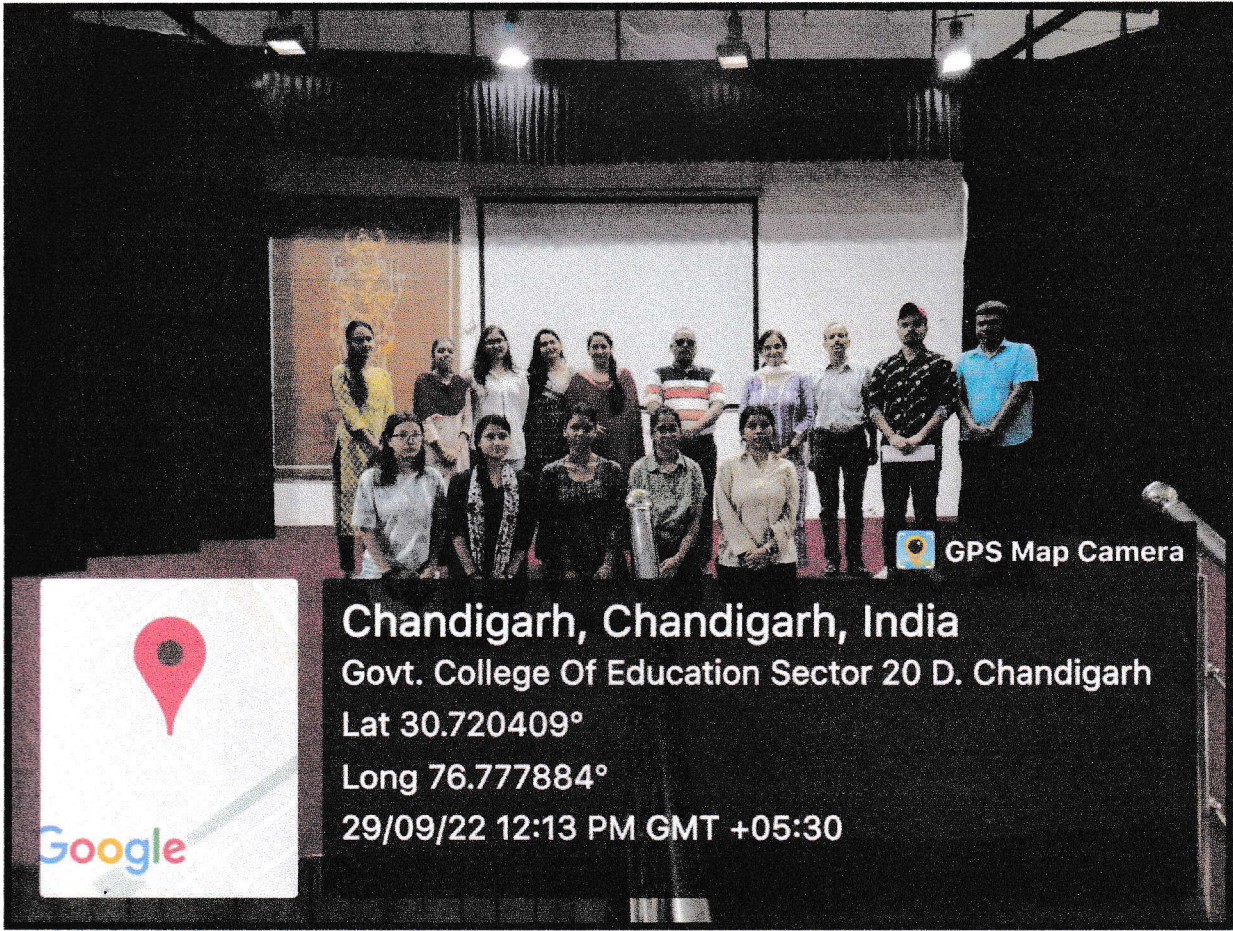 GPS Map Camera
Chandigarh, Chandigarh, India
Govt. College Of Education Sector 20 D. Chandigarh
Lat 30.720409°
Long 76.777884°
29/09/22 12:13 PM GMT +05:30
Google